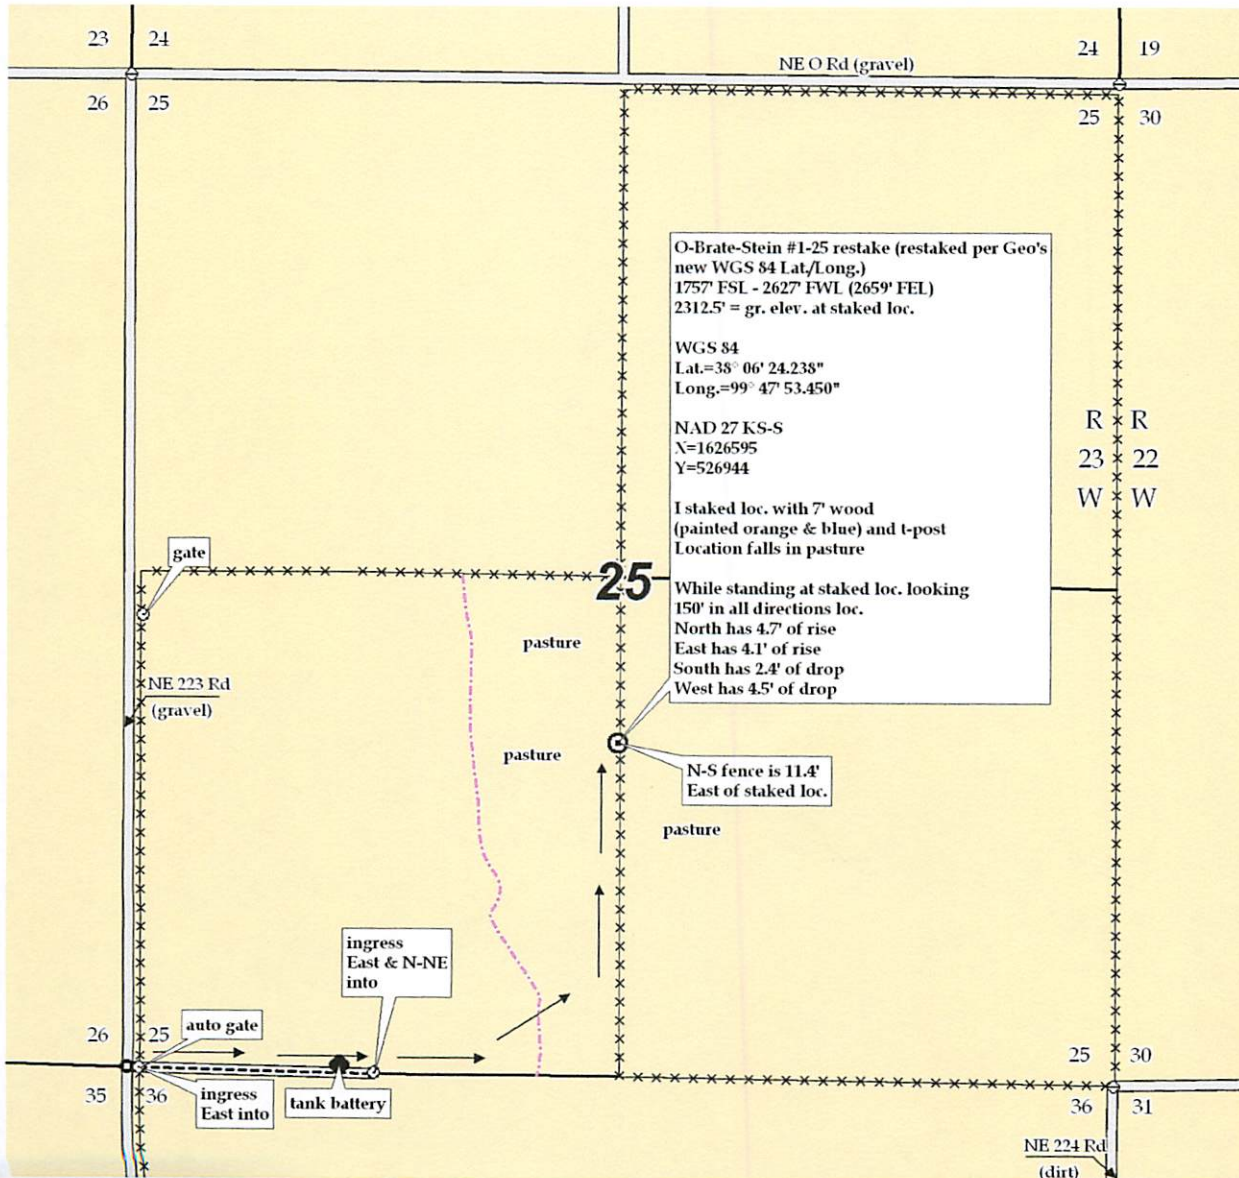 23 24
24 19
NE O Rd (gravel)
26 25
25 30
O-Brate-Stein #1-25 restake (restaked per Geo's
new WGS 84 Lat./Long.)
1757' FSL - 2627' FWL (2659' FEL)
2312.5' = gr. elev. at staked loc.
WGS 84
Lat.=38° 06' 24.238"
Long.=99° 47' 53.450"
NAD 27 KS-S
X=1626595
Y=526944
I staked loc. with 7' wood
(painted orange & blue) and t-post
Location falls in pasture
While standing at staked loc. looking
150' in all directions loc.
North has 4.7' of rise
East has 4.1' of rise
South has 2.4' of drop
West has 4.5' of drop
R R
23 22
W W
gate
25
pasture
NE 223 Rd
(gravel)
pasture
N-S fence is 11.4'
East of staked loc.
pasture
ingress
East & N-NE
into
auto gate
26 25
25 30
35 36
ingress
East into
tank battery
36 31
NE 224 Rd
(dirt)